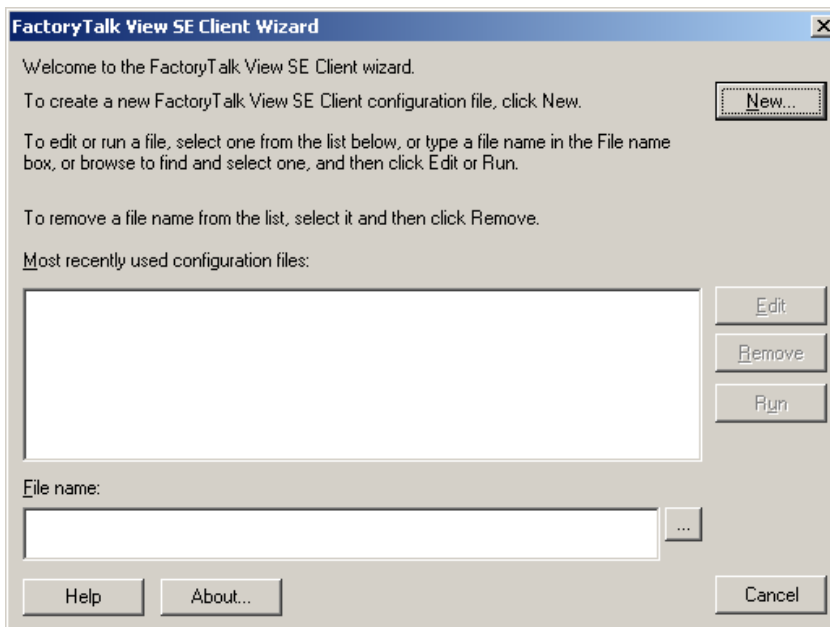 FactoryTalk View SE Client Wizard
Welcome to the FactoryTalk View SE Client wizard.
To create a new FactoryTalk View SE Client configuration file, click New.
New...
To edit or run a file, select one from the list below, or type a file name in the File name
box, or browse to find and select one, and then click Edit or Run.
To remove a file name from the list, select it and then click Remove.
Most recently used configuration files:
Edit
Remove
Run
File name:
...
Help
About...
Cancel